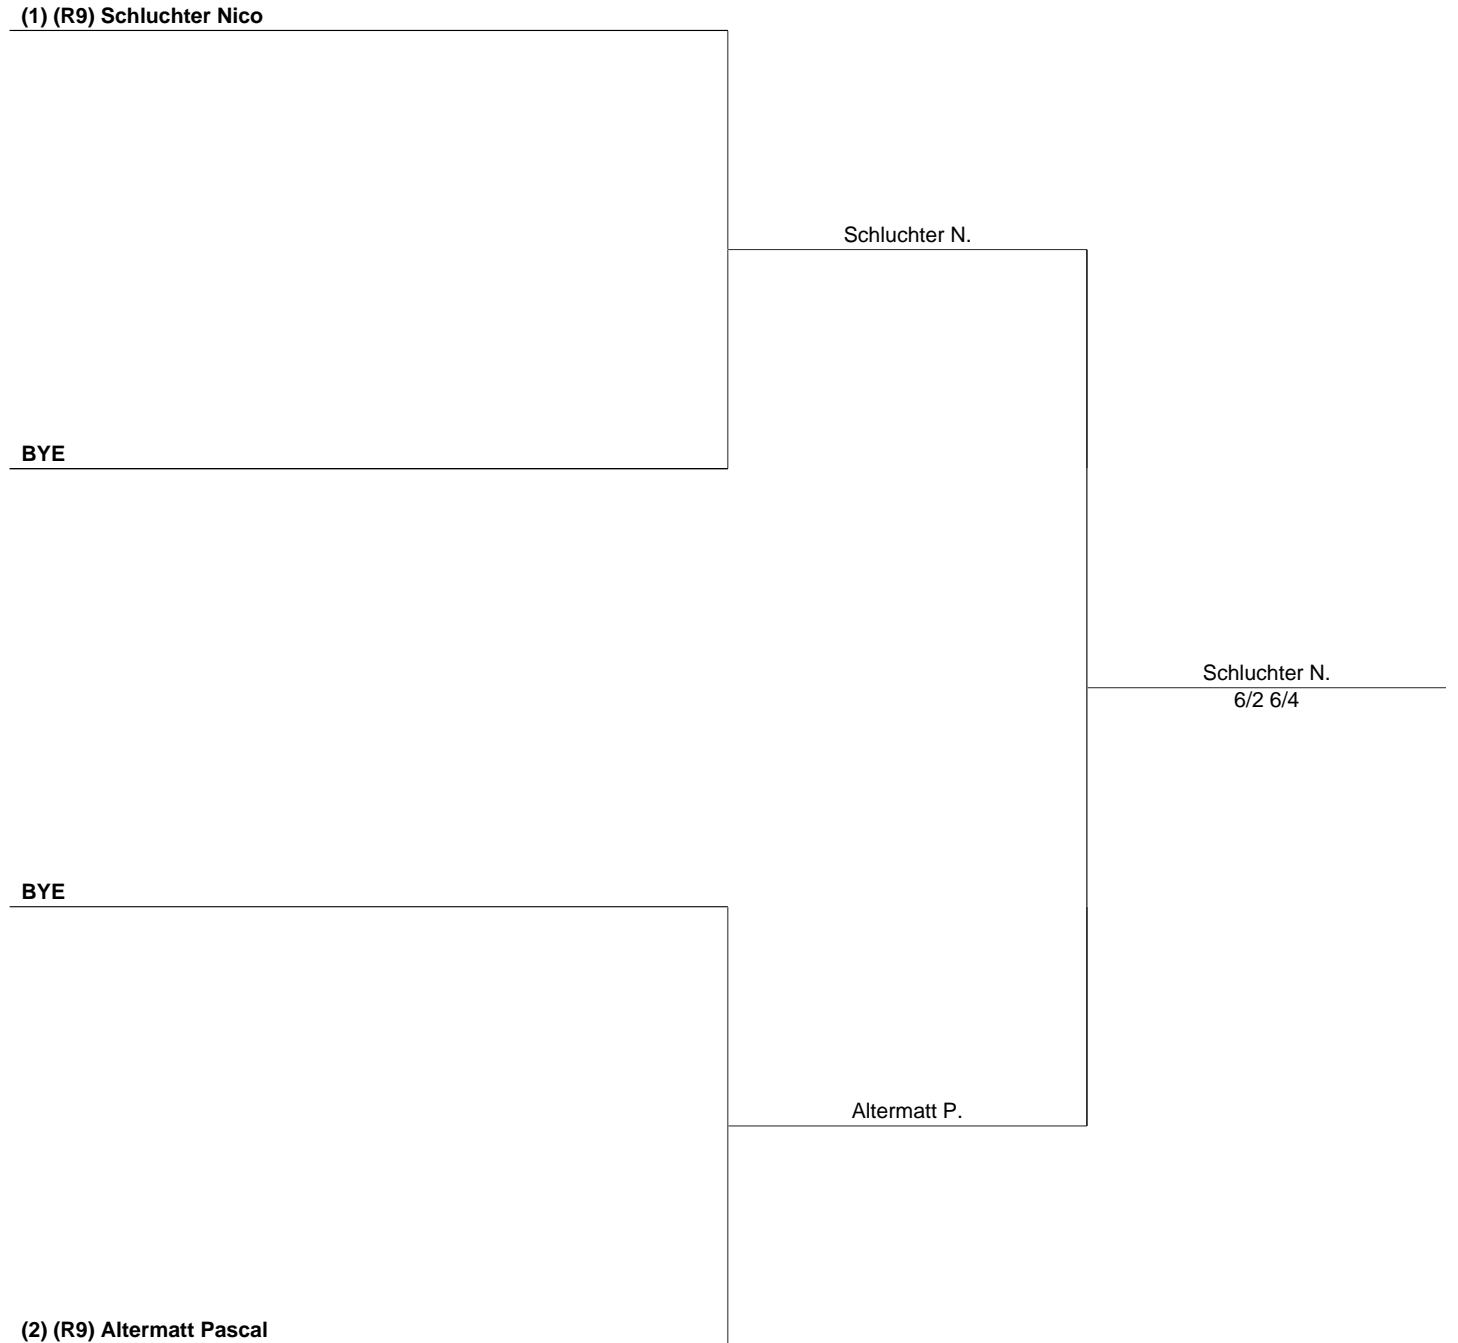 (1) (R9) Schluchter Nico
Schluchter N.
BYE
Schluchter N.
6/2 6/4
BYE
Altermatt P.
(2) (R9) Altermatt Pascal